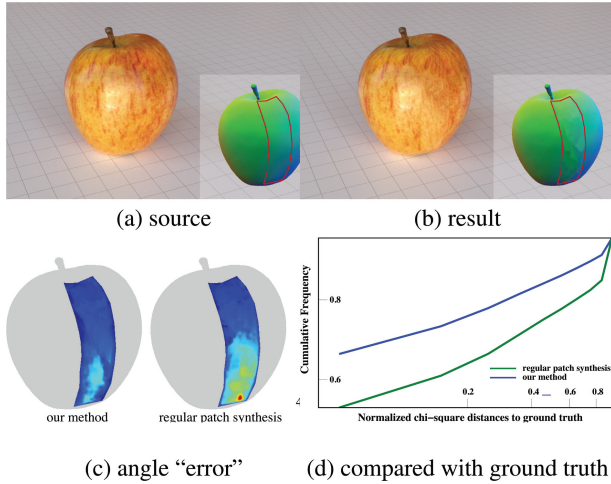 (a) source
(b) result
our method
regular patch synthesis
(c) angle “error”
Cumulative Frequency
0.8
0.6
4
0.2
0.4
0.6
0.8
regular patch synthesis
our method
Normalized chi−square distances to ground truth
(d) compared with ground truth